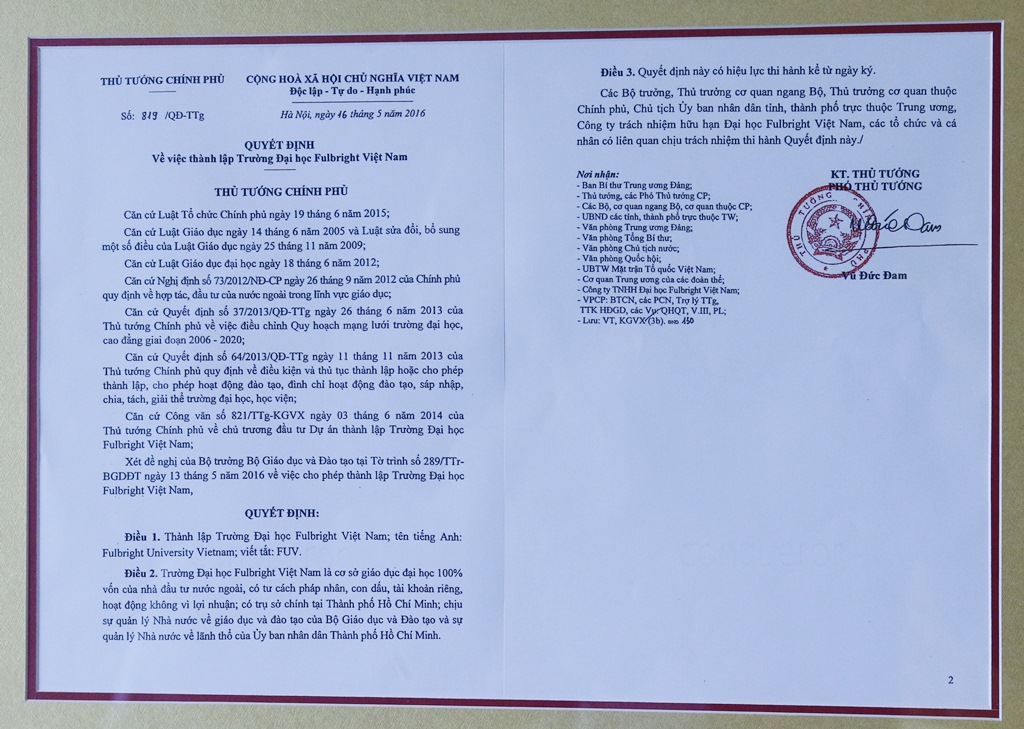 THỦ TƯỚNG CHÍNH PHỦ
CỘNG HOÀ XÃ HỘI CHỦ NGHĨA VIỆT NAM
Độc lập - Tự do - Hạnh phúc
Số: 819 /QĐ-TTg
Hà Nội, ngày 16 tháng 5 năm 2016
QUYẾT ĐỊNH
Về việc thành lập Trường Đại học Fulbright Việt Nam
THỦ TƯỚNG CHÍNH PHỦ
Căn cứ Luật Tổ chức Chính phủ ngày 19 tháng 6 năm 2015;
Căn cứ Luật Giáo dục ngày 14 tháng 6 năm 2005 và Luật sửa đổi, bổ sung
một số điều của Luật Giáo dục ngày 25 tháng 11 năm 2009;
Căn cứ Luật Giáo dục đại học ngày 18 tháng 6 năm 2012;
Căn cứ Nghị định số 73/2012/NĐ-CP ngày 26 tháng 9 năm 2012 của Chính phủ
quy định về hợp tác, đầu tư của nước ngoài trong lĩnh vực giáo dục;
Căn cứ Quyết định số 37/2013/QĐ-TTg ngày 26 tháng 6 năm 2013 của
Thủ tướng Chính phủ về việc điều chỉnh Quy hoạch mạng lưới trường đại học,
cao đẳng giai đoạn 2006 - 2020;
Căn cứ Quyết định số 64/2013/QĐ-TTg ngày 11 tháng 11 năm 2013 của
Thủ tướng Chính phủ quy định về điều kiện và thủ tục thành lập hoặc cho phép
thành lập, cho phép hoạt động đào tạo, đình chỉ hoạt động đào tạo, sáp nhập,
chia, tách, giải thể trường đại học, học viện;
Căn cứ Công văn số 821/TTg-KGVX ngày 03 tháng 6 năm 2014 của
Thủ tướng Chính phủ về chủ trương đầu tư Dự án thành lập Trường Đại học
Fulbright Việt Nam;
Xét đề nghị của Bộ trưởng Bộ Giáo dục và Đào tạo tại Tờ trình số 289/TTr-
BGDĐT ngày 13 tháng 5 năm 2016 về việc cho phép thành lập Trường Đại học
Fulbright Việt Nam,
QUYẾT ĐỊNH:
Điều 1. Thành lập Trường Đại học Fulbright Việt Nam; tên tiếng Anh:
Fulbright University Vietnam; viết tắt: FUV.
Điều 2. Trường Đại học Fulbright Việt Nam là cơ sở giáo dục đại học 100%
vốn của nhà đầu tư nước ngoài, có tư cách pháp nhân, con dấu, tài khoản riêng,
hoạt động không vì lợi nhuận; có trụ sở chính tại Thành phố Hồ Chí Minh; chịu
sự quản lý Nhà nước về giáo dục và đào tạo của Bộ Giáo dục và Đào tạo và sự
quản lý Nhà nước về lãnh thổ của Ủy ban nhân dân Thành phố Hồ Chí Minh.
Điều 3. Quyết định này có hiệu lực thi hành kể từ ngày ký.
Các Bộ trưởng, Thủ trưởng cơ quan ngang Bộ, Thủ trưởng cơ quan thuộc
Chính phủ, Chủ tịch Ủy ban nhân dân tỉnh, thành phố trực thuộc Trung ương,
Công ty trách nhiệm hữu hạn Đại học Fulbright Việt Nam, các tổ chức và cá
nhân có liên quan chịu trách nhiệm thi hành Quyết định này./
Nơi nhận:
- Ban Bí thư Trung ương Đảng;
- Thủ tướng, các Phó Thủ tướng CP;
- Các Bộ, cơ quan ngang Bộ, cơ quan thuộc CP;
- UBND các tỉnh, thành phố trực thuộc TW;
- Văn phòng Trung ương Đảng;
- Văn phòng Tổng Bí thư;
- Văn phòng Chủ tịch nước;
- Văn phòng Quốc hội;
- UBTW Mặt trận Tổ quốc Việt Nam;
- Cơ quan Trung ương của các đoàn thể;
- Công ty TNHH Đại học Fulbright Việt Nam;
- VPCP: BTCN, các PCN, Trợ lý TTg,
TTK HĐGD, các Vụ: QHQT, V.III, PL;
- Lưu: VT, KGVX (3b). BND 130
KT. THỦ TƯỚNG
PHÓ THỦ TƯỚNG
THỦ TƯỚNG CHÍNH PHỦ
Vũ Đức Đam
2